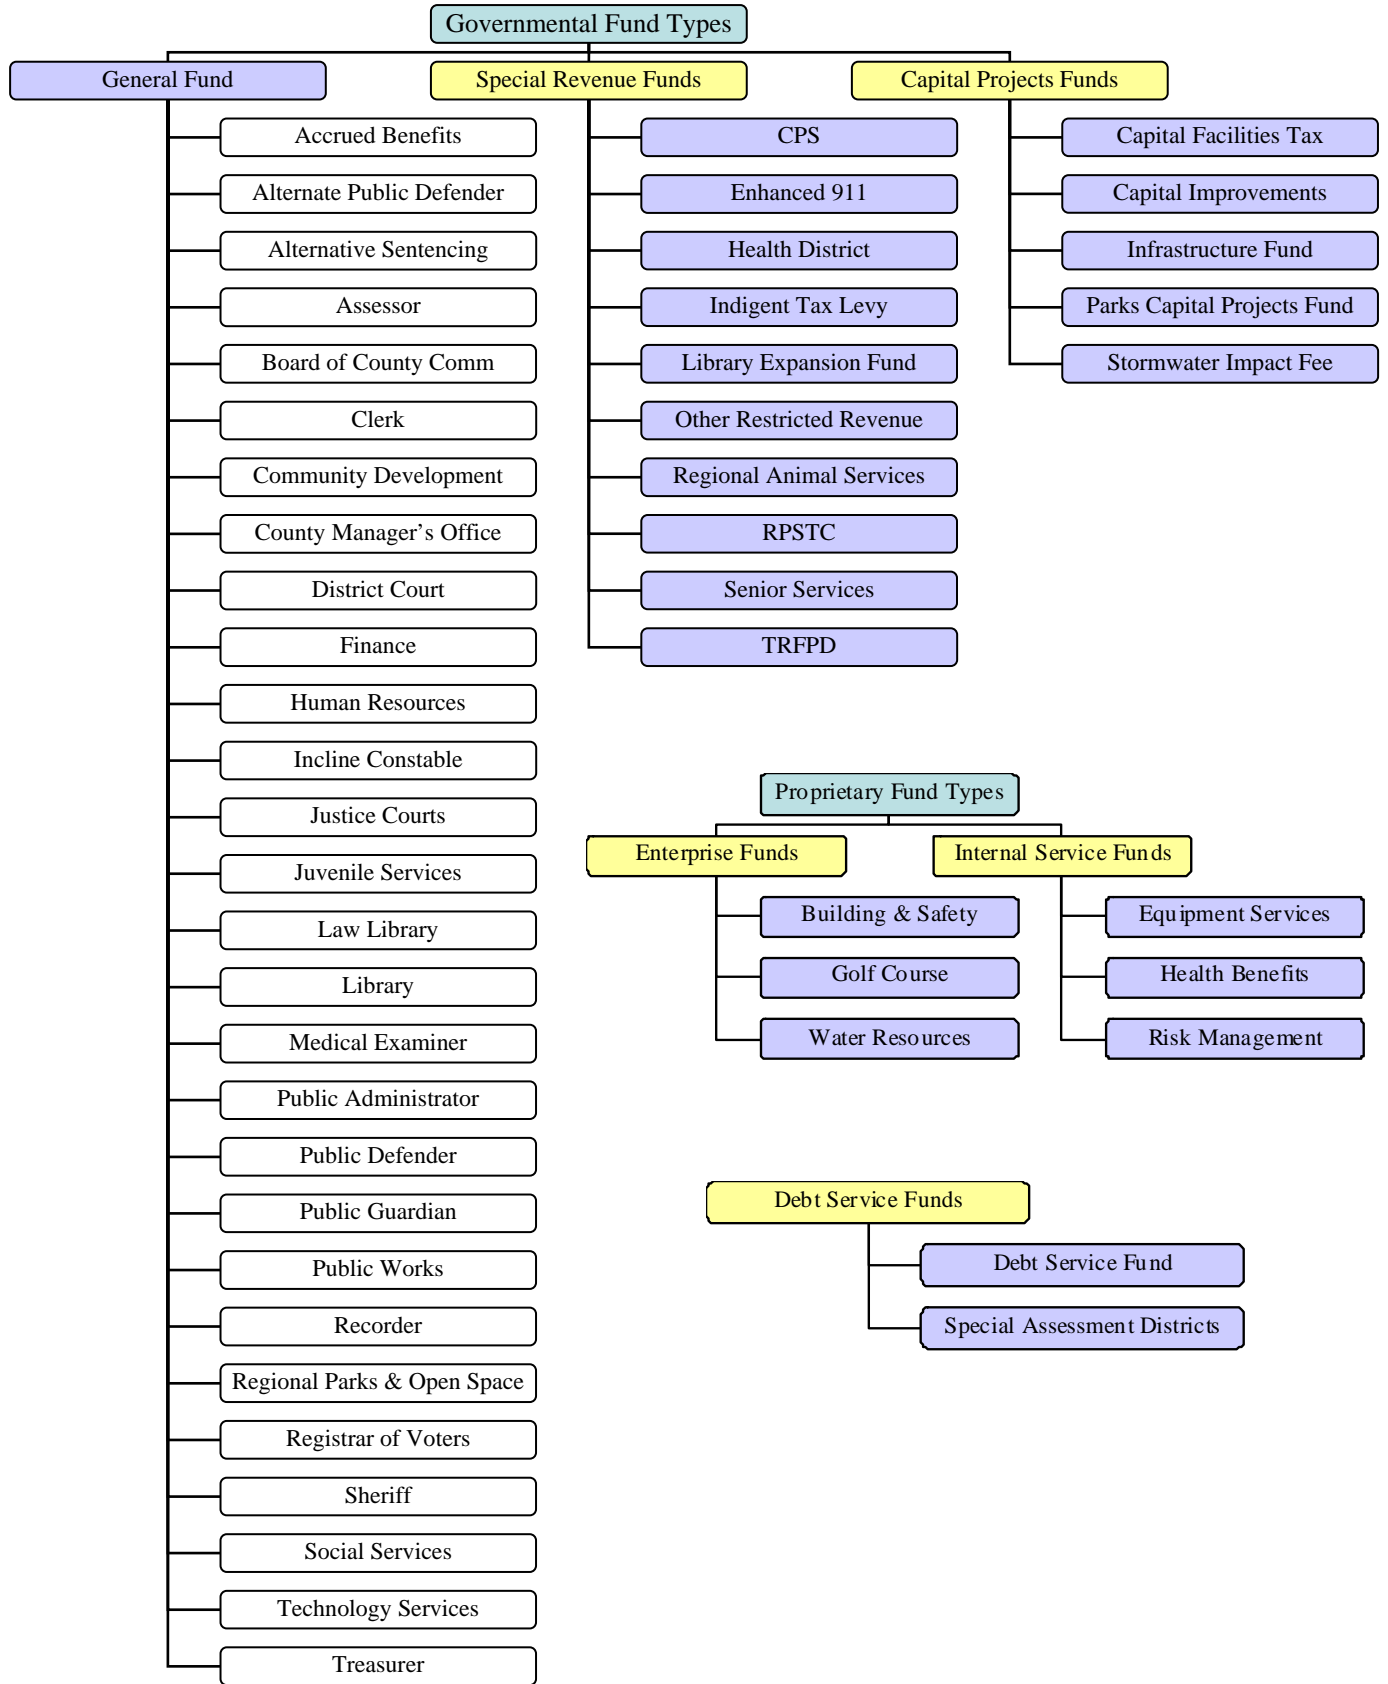 Governmental Fund Types
General Fund
Special Revenue Funds
Capital Projects Funds
Accrued Benefits
Alternate Public Defender
Alternative Sentencing
Assessor
Board of County Comm
Clerk
Community Development
County Manager’s Office
District Court
Finance
Human Resources
Incline Constable
Justice Courts
Juvenile Services
Law Library
Library
Medical Examiner
Public Administrator
Public Defender
Public Guardian
Public Works
Recorder
Regional Parks & Open Space
Registrar of Voters
Sheriff
Social Services
Technology Services
Treasurer
CPS
Enhanced 911
Health District
Indigent Tax Levy
Library Expansion Fund
Other Restricted Revenue
Regional Animal Services
RPSTC
Senior Services
TRFPD
Capital Facilities Tax
Capital Improvements
Infrastructure Fund
Parks Capital Projects Fund
Stormwater Impact Fee
Proprietary Fund Types
Enterprise Funds
Internal Service Funds
Building & Safety
Golf Course
Water Resources
Equipment Services
Health Benefits
Risk Management
Debt Service Funds
Debt Service Fund
Special Assessment Districts